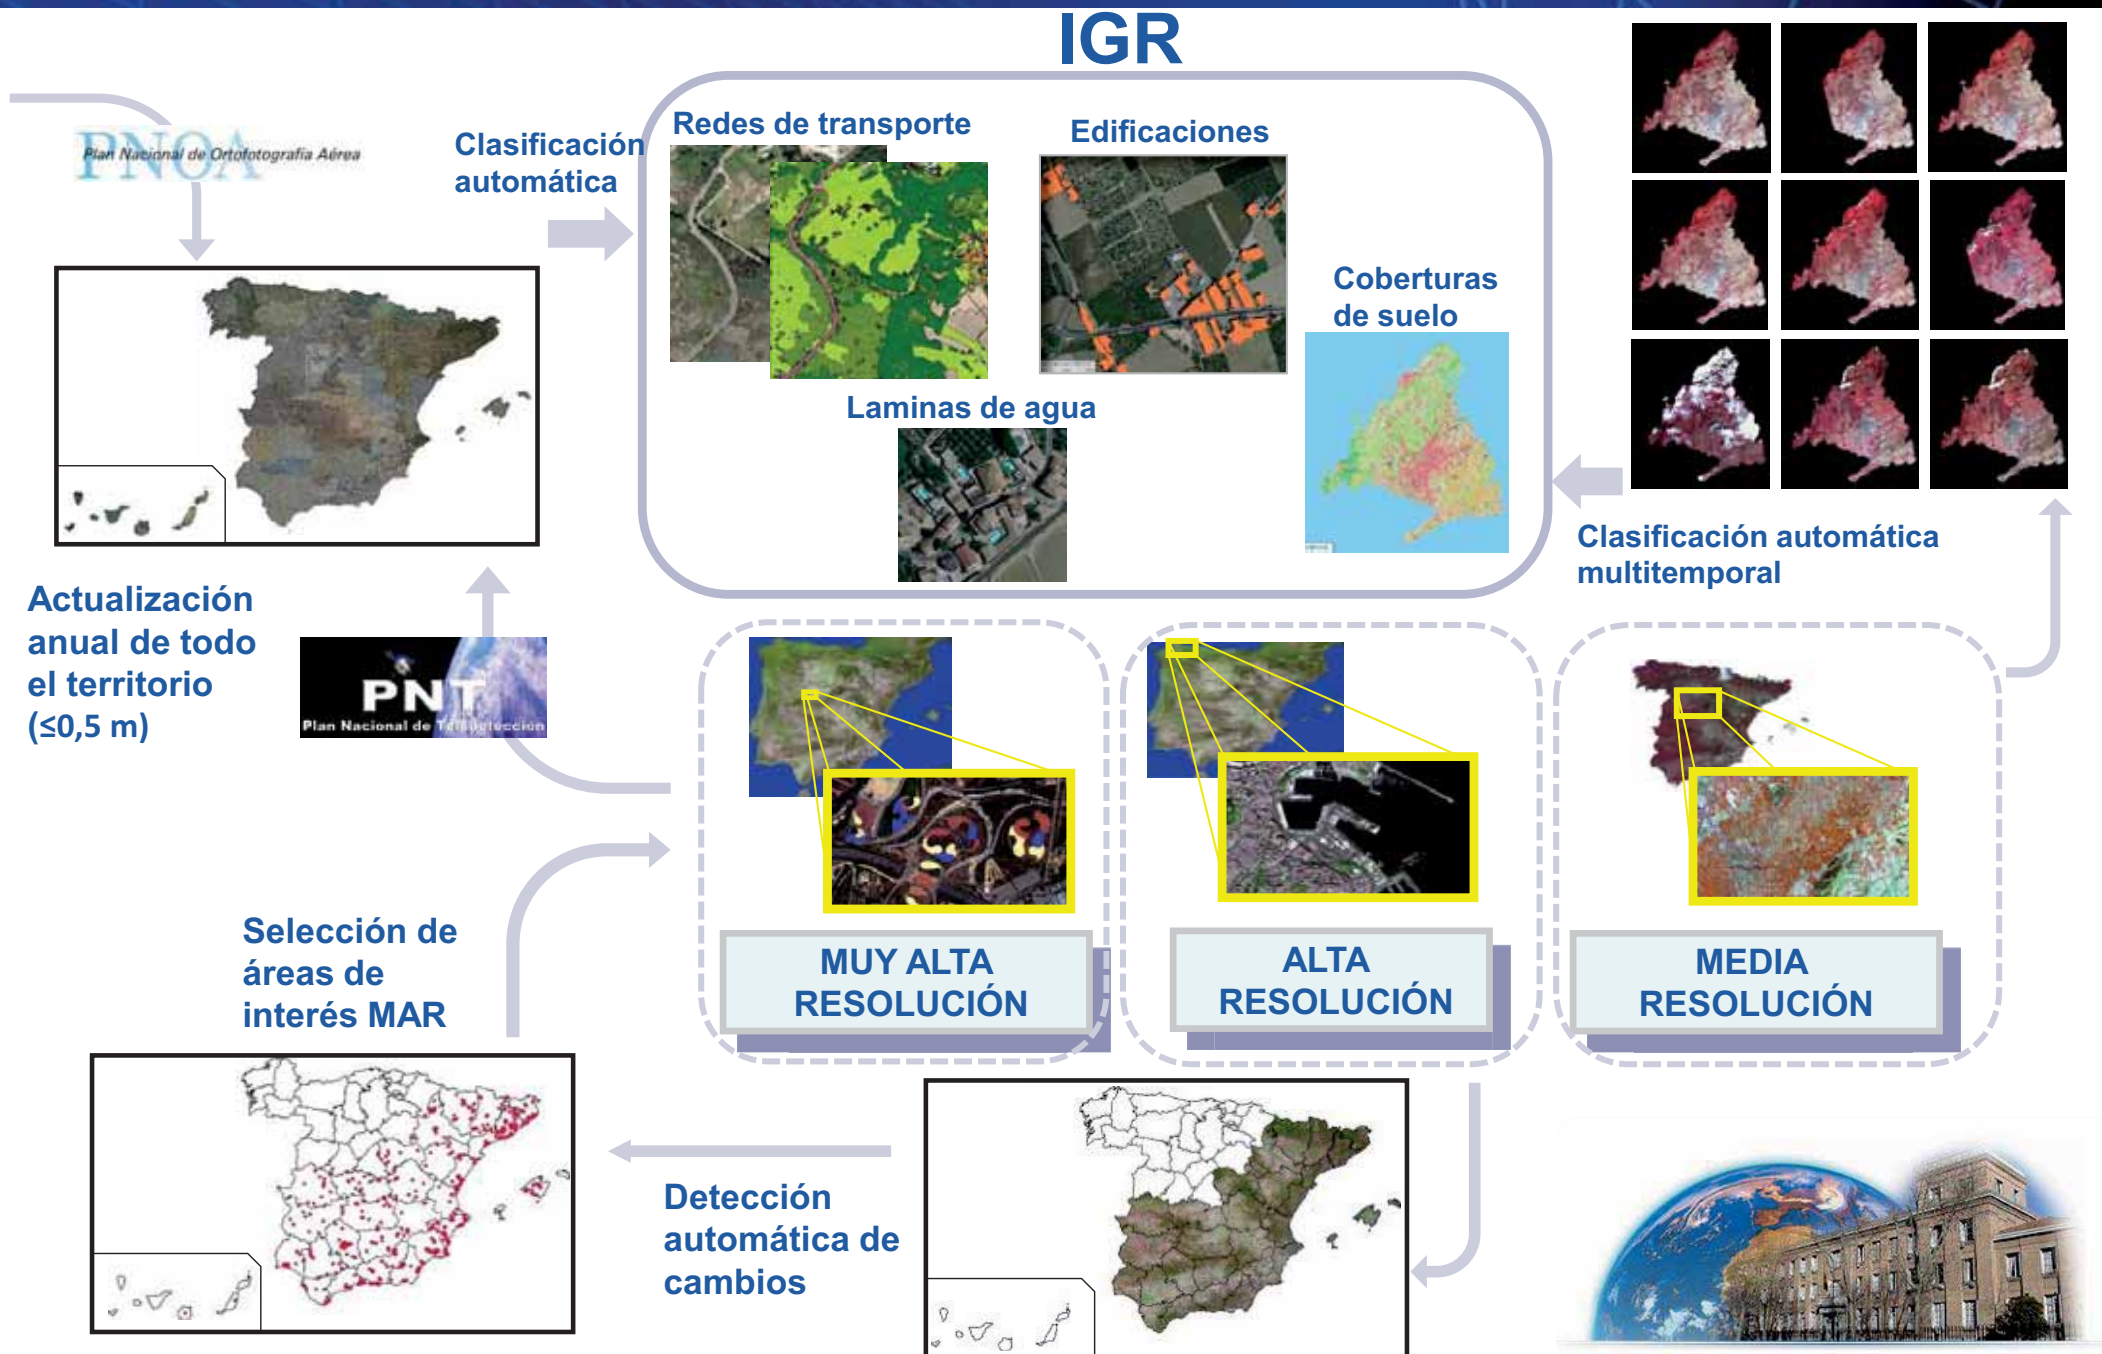 IGR
PNOA
Plan Nacional de Ortofotografía Aérea
Clasificación
automática
Redes de transporte
Edificaciones
Coberturas
de suelo
Laminas de agua
Clasificación automática
multitemporal
Actualización
anual de todo
el territorio
(≤0,5 m)
PNT
Plan Nacional de Teledetección
Selección de
áreas de
interés MAR
MUY ALTA
RESOLUCIÓN
ALTA
RESOLUCIÓN
MEDIA
RESOLUCIÓN
Detección
automática de
cambios